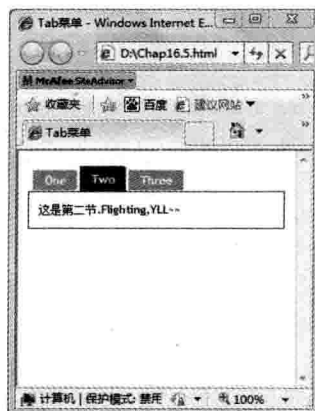 Tab菜单 - Windows Internet E...
D:\Chap16.5.html
McAfee SiteAdvisor
收藏夹 百度 建议网站
Tab菜单
One Two Three
这是第二节.Flighting,YLL~~
计算机 | 保护模式: 禁用 100%